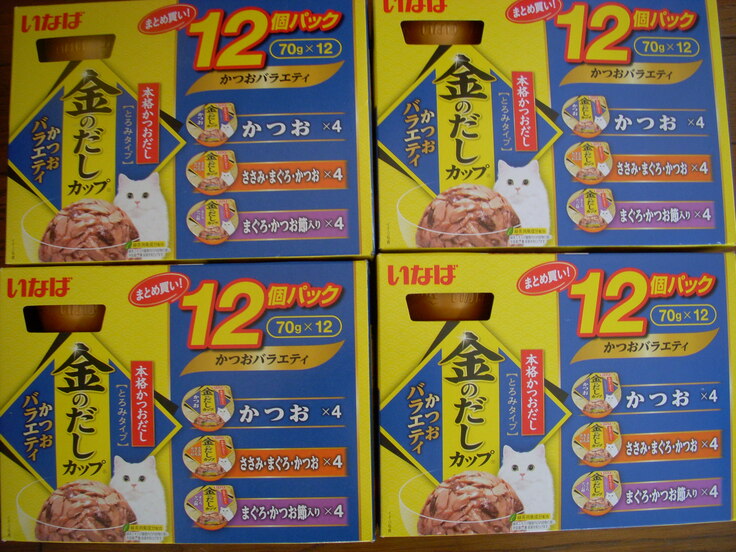 いなば
まとめ買い!
12個パック
70g×12
かつおバラエティ
金のだし
カップ
本格かつおだし
[とろみタイプ]
かつお
バラエティ
かつお ×4
ささみ・まぐろ・かつお ×4
まぐろ・かつお節入り ×4
いなば
まとめ買い!
12個パック
70g×12
かつおバラエティ
金のだし
カップ
本格かつおだし
[とろみタイプ]
かつお
バラエティ
かつお ×4
ささみ・まぐろ・かつお ×4
まぐろ・かつお節入り ×4
いなば
まとめ買い!
12個パック
70g×12
かつおバラエティ
金のだし
カップ
本格かつおだし
[とろみタイプ]
かつお
バラエティ
かつお ×4
ささみ・まぐろ・かつお ×4
まぐろ・かつお節入り ×4
いなば
まとめ買い!
12個パック
70g×12
かつおバラエティ
金のだし
カップ
本格かつおだし
[とろみタイプ]
かつお
バラエティ
かつお ×4
ささみ・まぐろ・かつお ×4
まぐろ・かつお節入り ×4